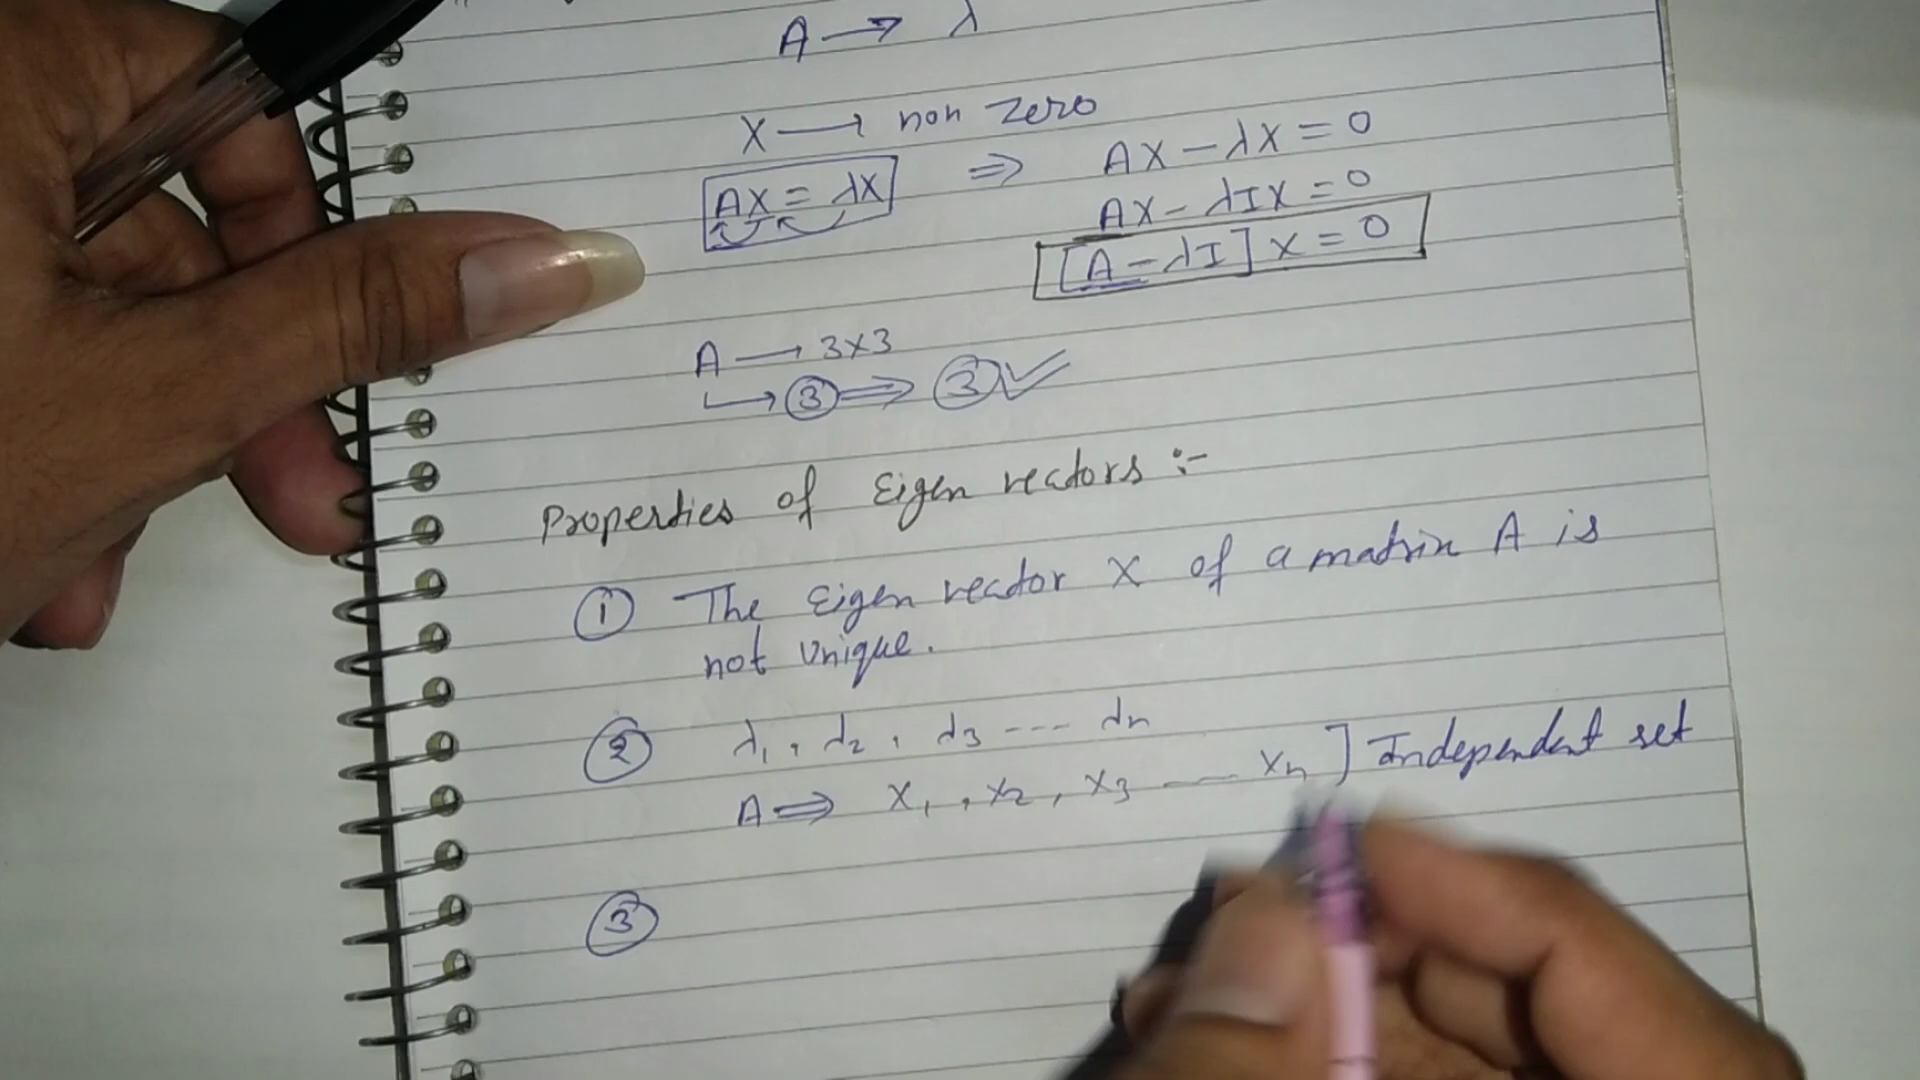 A → λ
X → non zero
AX = λX ⇒ AX - λX = 0
AX - λIX = 0
[A - λI] X = 0
A → 3x3
→ 3 ⇒ 3 ✓
Properties of Eigen vectors :-
① The Eigen vector X of a matrix A is
not unique.
② λ1, λ2, λ3 --- λn
A ⇒ X1, X2, X3 --- Xn ] Independent set
③